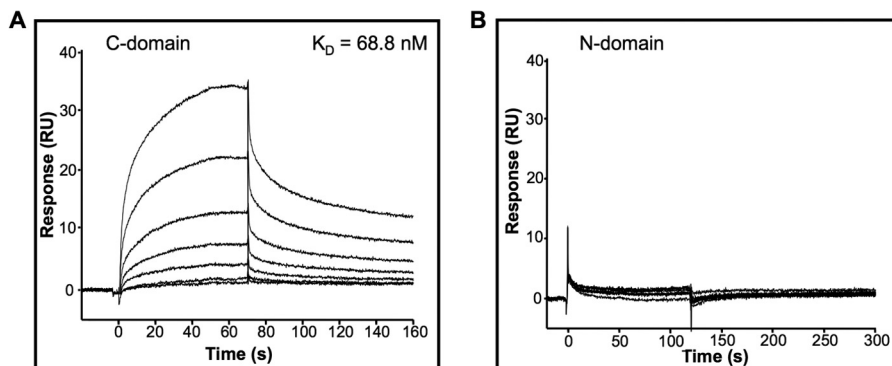 A
C-domain
K_D = 68.8 nM
Response (RU)
40
30
20
10
0
0 20 40 60 80 100 120 140 160
Time (s)
B
N-domain
Response (RU)
40
30
20
10
0
0 50 100 150 200 250 300
Time (s)